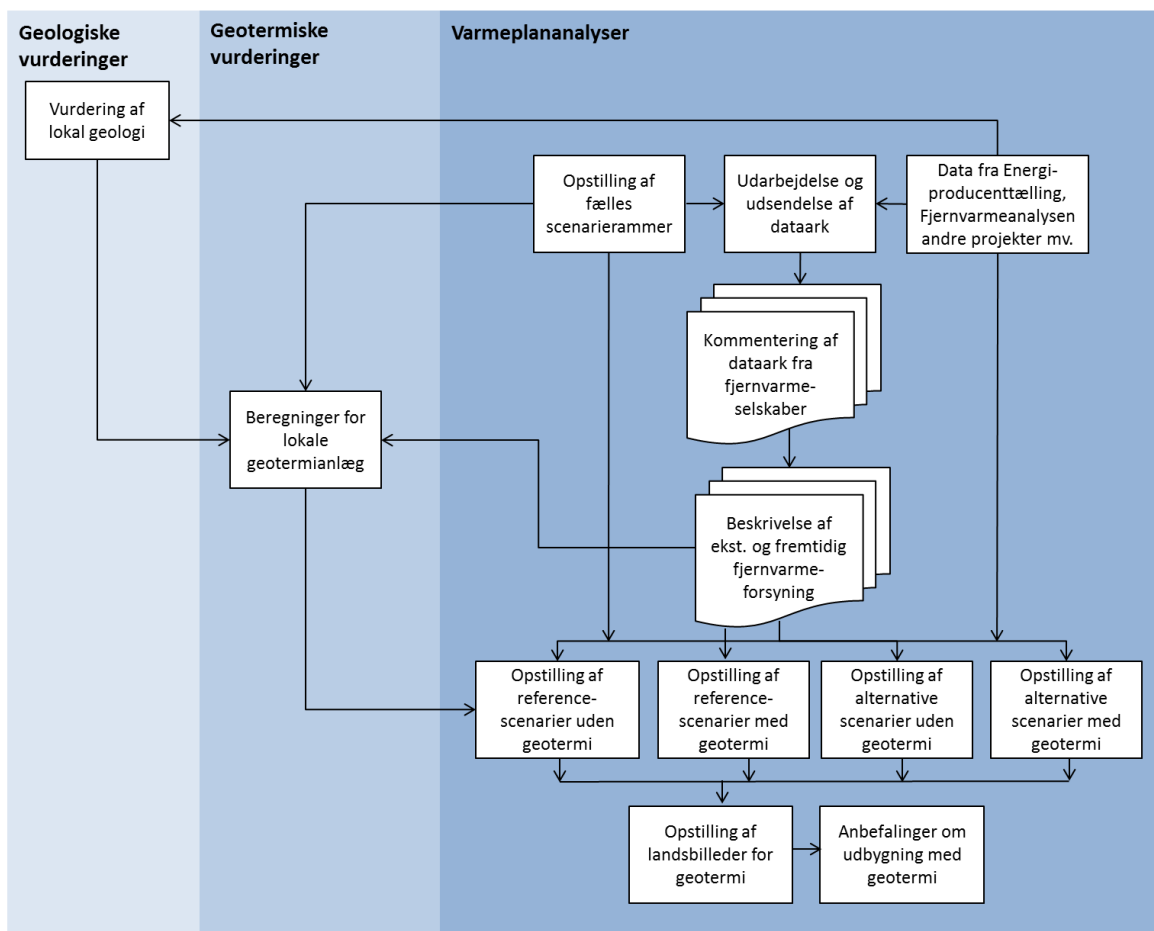 Geologiske
vurderinger
Geotermiske
vurderinger
Varmeplananalyser
Vurdering af
lokal geologi
Opstilling af
fælles
scenarierammer
Udarbejdelse og
udsendelse af
dataark
Data fra Energi-
producenttælling,
Fjernvarmeanalysen
andre projekter mv.
Kommentering af
dataark fra
fjernvarme-
selskaber
Beregninger for
lokale
geotermianlæg
Beskrivelse af
ekst. og fremtidig
fjernvarme-
forsyning
Opstilling af
reference-
scenarier uden
geotermi
Opstilling af
reference-
scenarier med
geotermi
Opstilling af
alternative
scenarier uden
geotermi
Opstilling af
alternative
scenarier med
geotermi
Opstilling af
landsbilleder for
geotermi
Anbefalinger om
udbygning med
geotermi